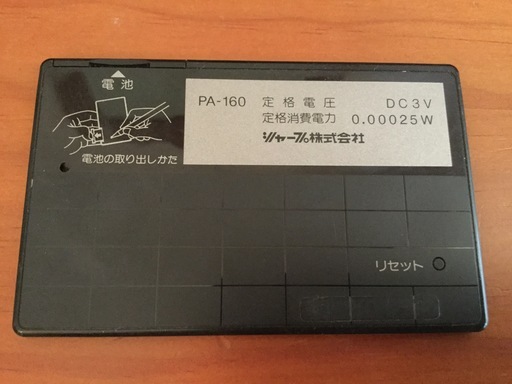 電池
電池の取り出しかた
PA-160 定格電圧 DC3V
定格消費電力 0.00025W
シャープ株式会社
リセット